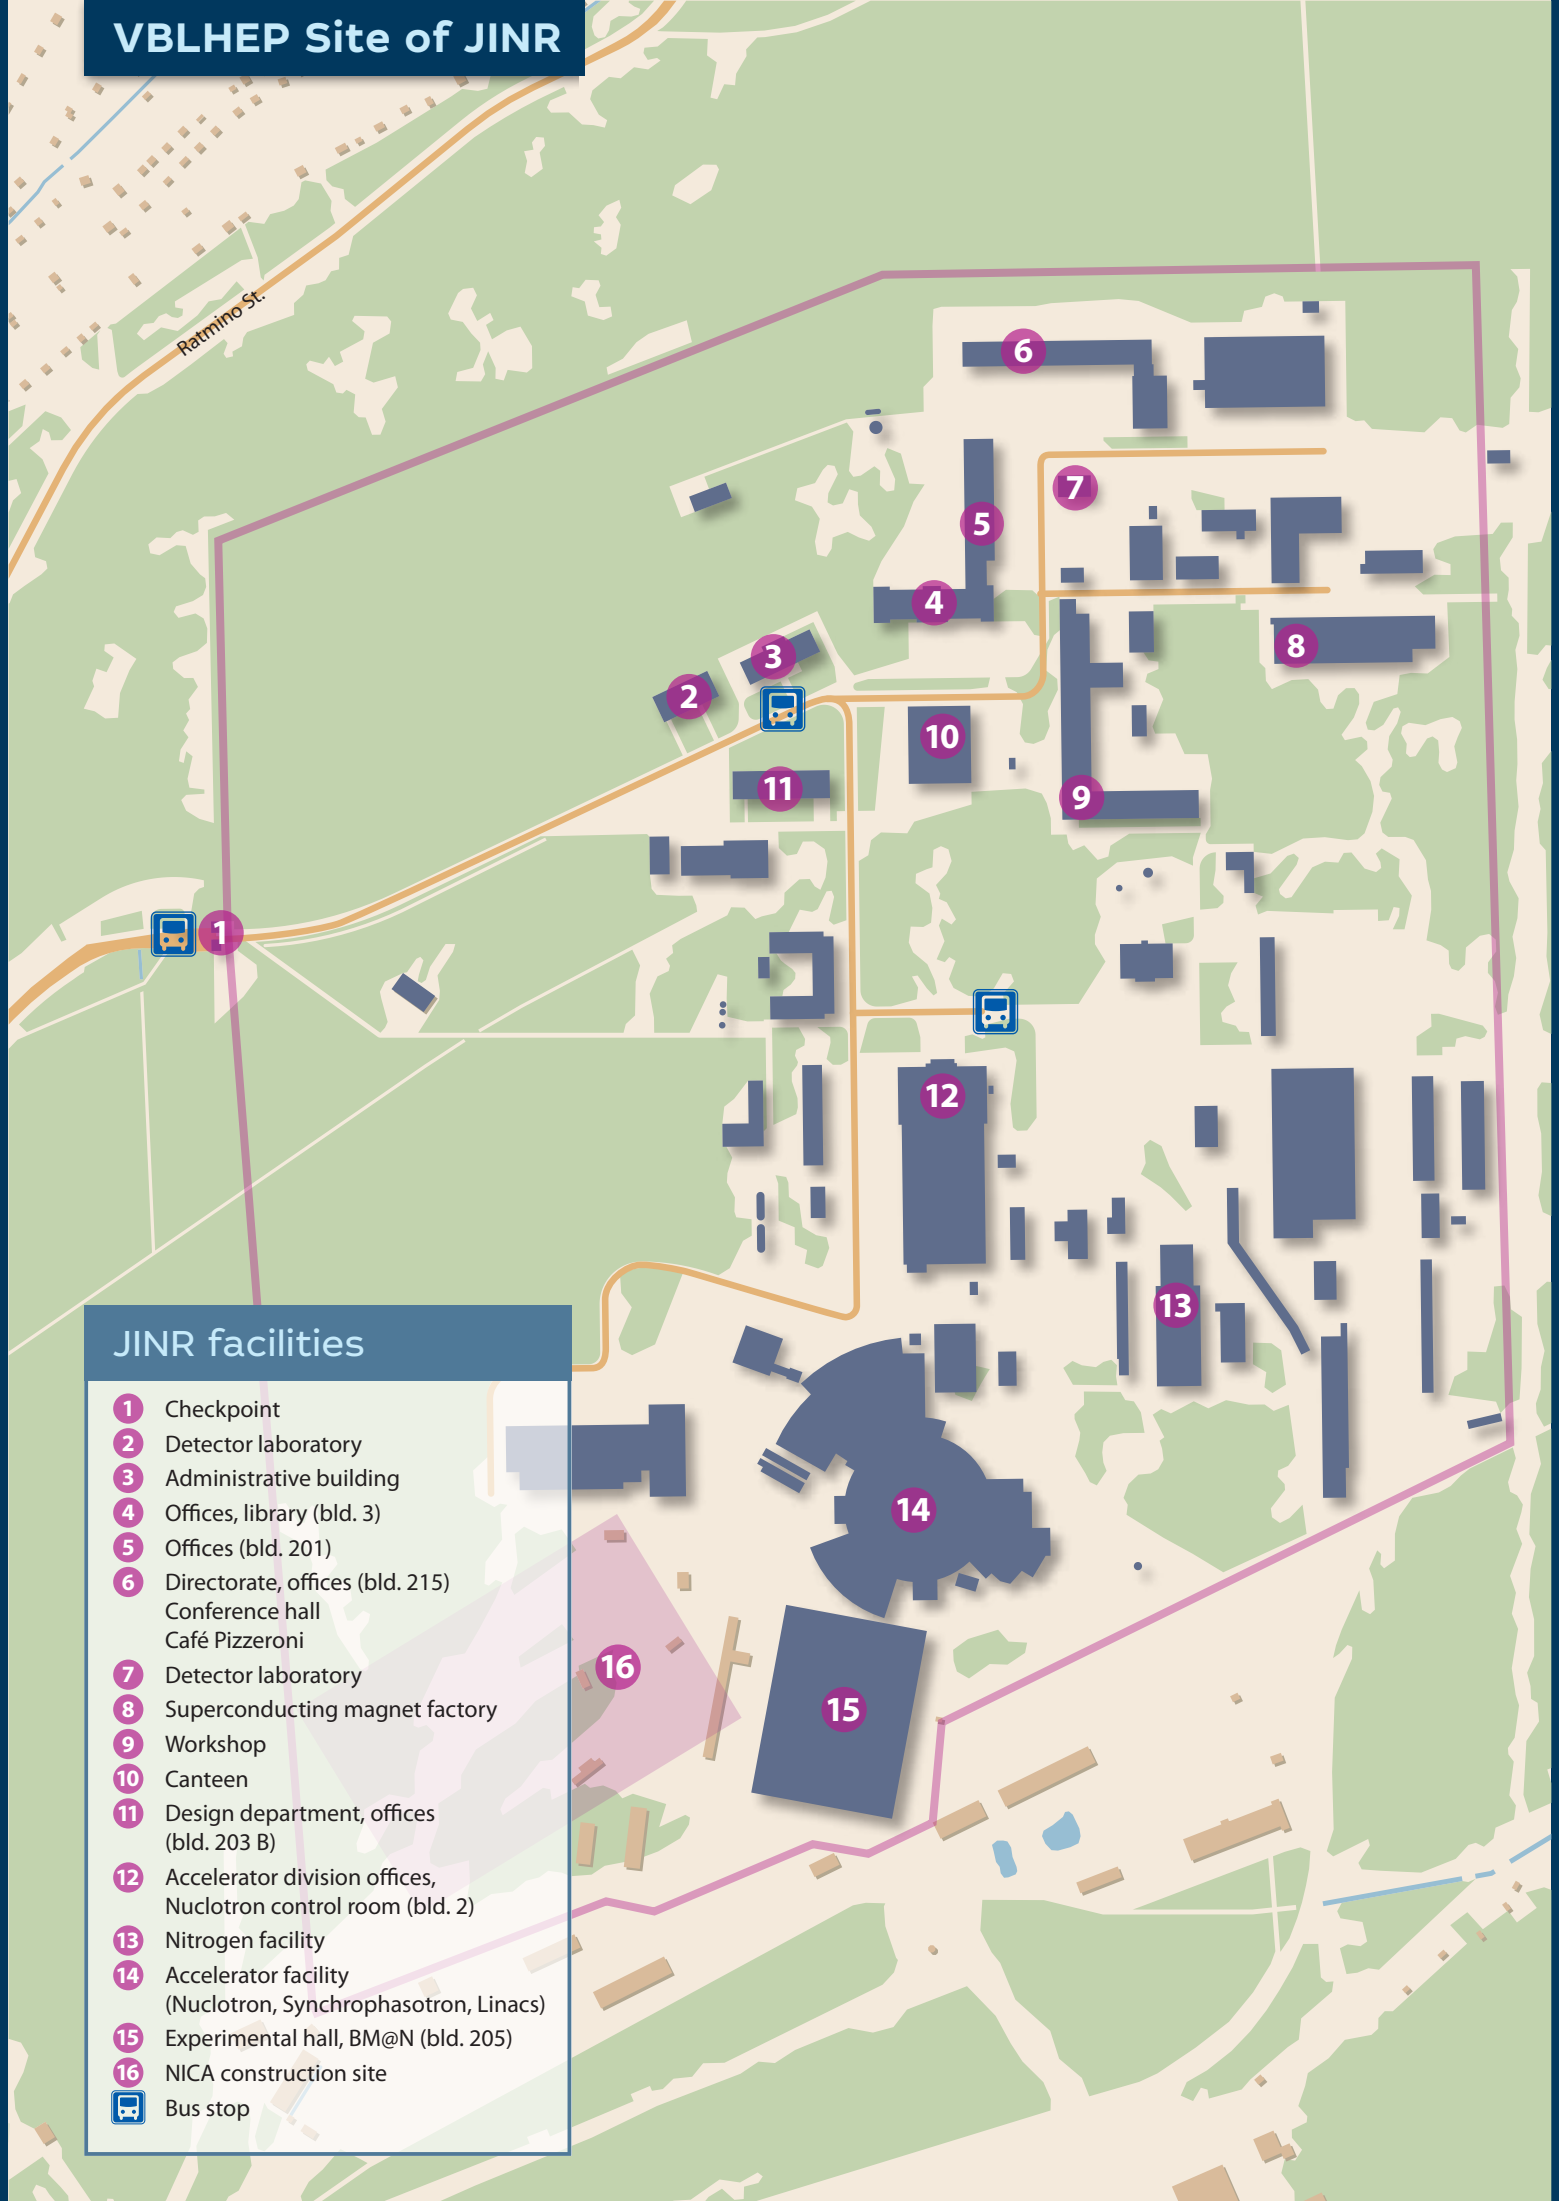 VBLHEP Site of JINR
Ratmino St.
6
7
5
4
3
8
2
10
11
9
1
12
13
14
16
15
JINR facilities
1 Checkpoint
2 Detector laboratory
3 Administrative building
4 Offices, library (bld. 3)
5 Offices (bld. 201)
6 Directorate, offices (bld. 215)
Conference hall
Café Pizzeroni
7 Detector laboratory
8 Superconducting magnet factory
9 Workshop
10 Canteen
11 Design department, offices
(bld. 203 B)
12 Accelerator division offices,
Nuclotron control room (bld. 2)
13 Nitrogen facility
14 Accelerator facility
(Nuclotron, Synchrophasotron, Linacs)
15 Experimental hall, BM@N (bld. 205)
16 NICA construction site
Bus stop